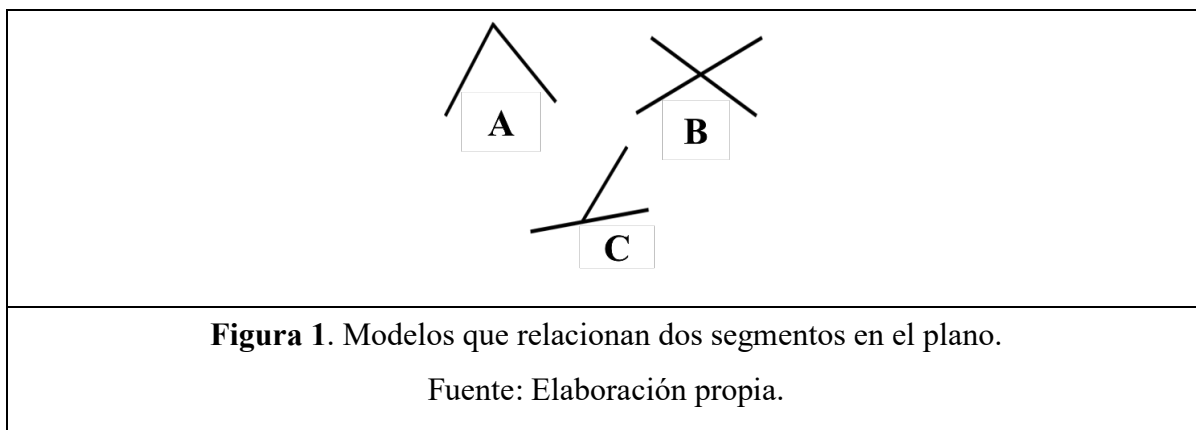 A
B
C
Figura 1. Modelos que relacionan dos segmentos en el plano.
Fuente: Elaboración propia.